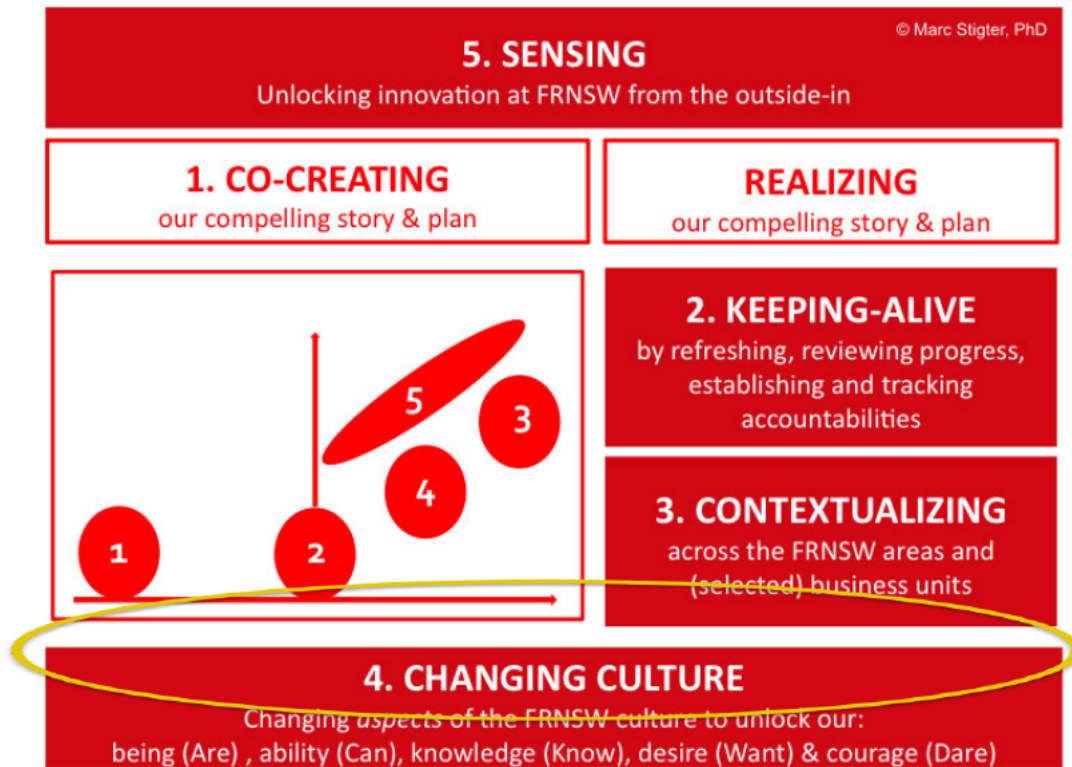 © Marc Stigter, PhD
5. SENSING
Unlocking innovation at FRNSW from the outside-in
1. CO-CREATING
our compelling story & plan
REALIZING
our compelling story & plan
5
3
4
1
2
2. KEEPING-ALIVE
by refreshing, reviewing progress,
establishing and tracking
accountabilities
3. CONTEXTUALIZING
across the FRNSW areas and
(selected) business units
4. CHANGING CULTURE
Changing aspects of the FRNSW culture to unlock our:
being (Are) , ability (Can), knowledge (Know), desire (Want) & courage (Dare)